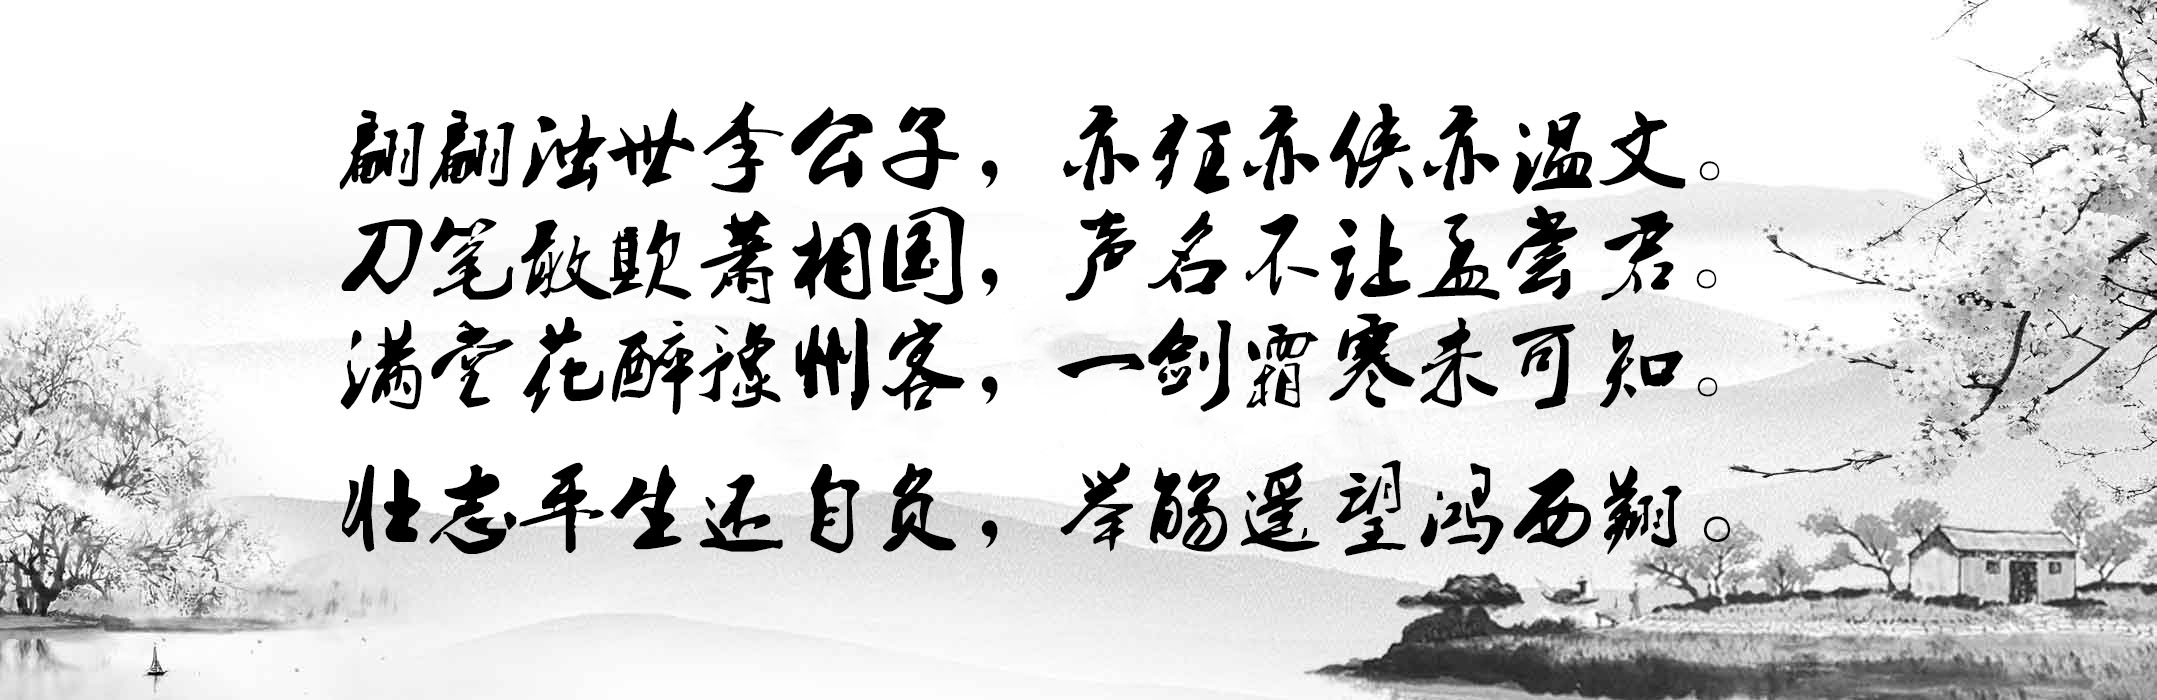 翩翩浊世李公子，亦狂亦侠亦温文。
刀笔敢欺萧相国，声名不让孟尝君。
满堂花醉豫州客，一剑霜寒未可知。
壮志平生还自负，举觞遥望鸿西翔。